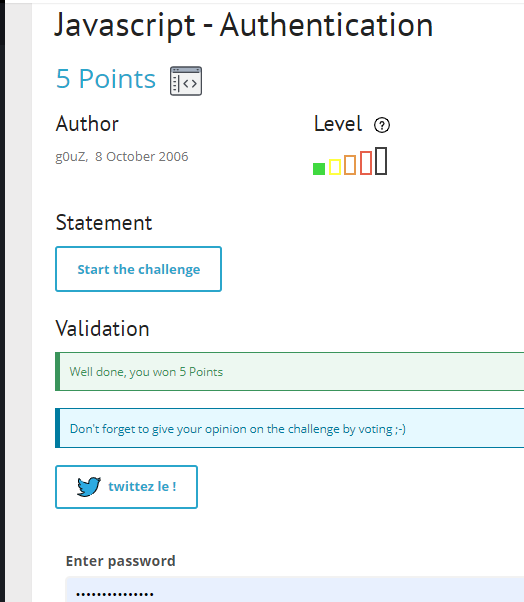 Javascript - Authentication
5 Points
Author
Level ?
g0uZ, 8 October 2006
Statement
Start the challenge
Validation
Well done, you won 5 Points
Don't forget to give your opinion on the challenge by voting ;-)
twittez le !
Enter password
•••••••••••••••